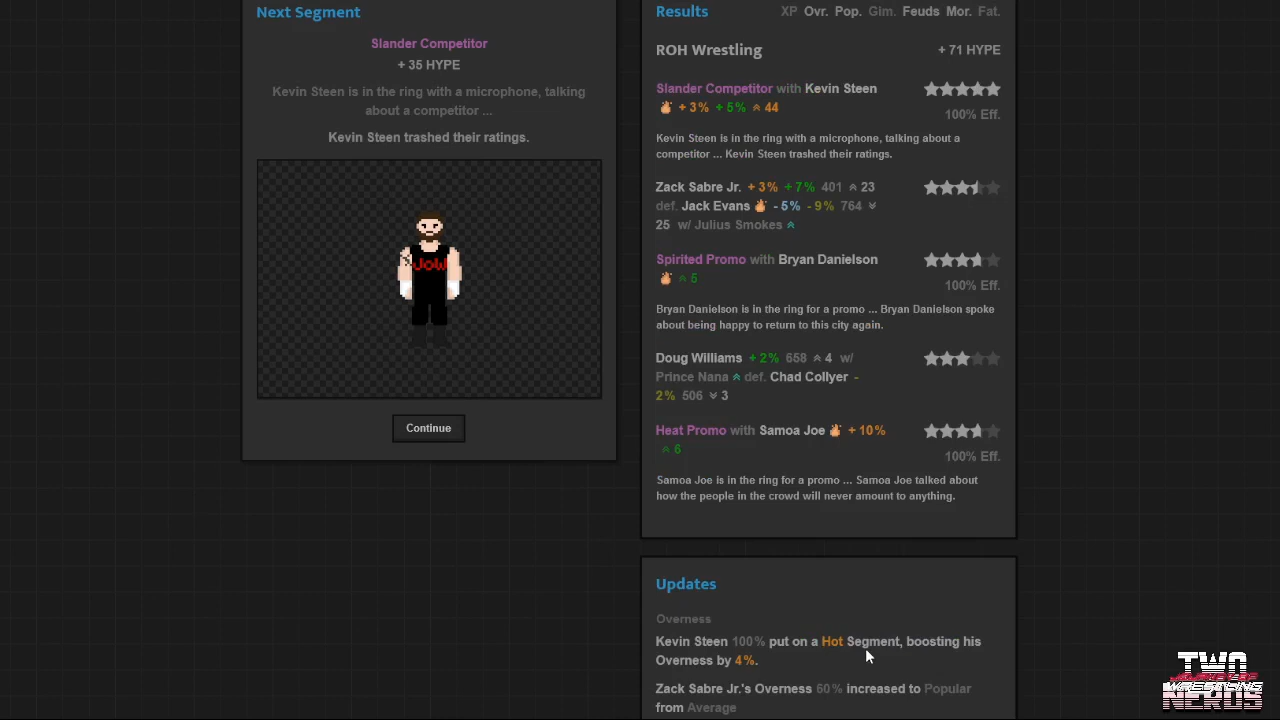 Next Segment
Slander Competitor
+ 35 HYPE
Kevin Steen is in the ring with a microphone, talking
about a competitor ...
Kevin Steen trashed their ratings.
JoW
Continue
Results
XP Ovr. Pop. Gim. Feuds Mor. Fat.
ROH Wrestling + 71 HYPE
Slander Competitor with Kevin Steen
+ 3% + 5% 44
100% Eff.
Kevin Steen is in the ring with a microphone, talking about a
competitor ... Kevin Steen trashed their ratings.
Zack Sabre Jr. + 3% + 7% 401 23
def. Jack Evans - 5% - 9% 764
25 w/ Julius Smokes
Spirited Promo with Bryan Danielson
5
100% Eff.
Bryan Danielson is in the ring for a promo ... Bryan Danielson spoke
about being happy to return to this city again.
Doug Williams + 2% 658 4 w/
Prince Nana def. Chad Collyer -
2% 506 3
Heat Promo with Samoa Joe + 10%
6
100% Eff.
Samoa Joe is in the ring for a promo ... Samoa Joe talked about
how the people in the crowd will never amount to anything.
Updates
Overness
Kevin Steen 100% put on a Hot Segment, boosting his
Overness by 4%.
Zack Sabre Jr.'s Overness 60% increased to Popular
from Average
TWO
WRESTLING
NERDS